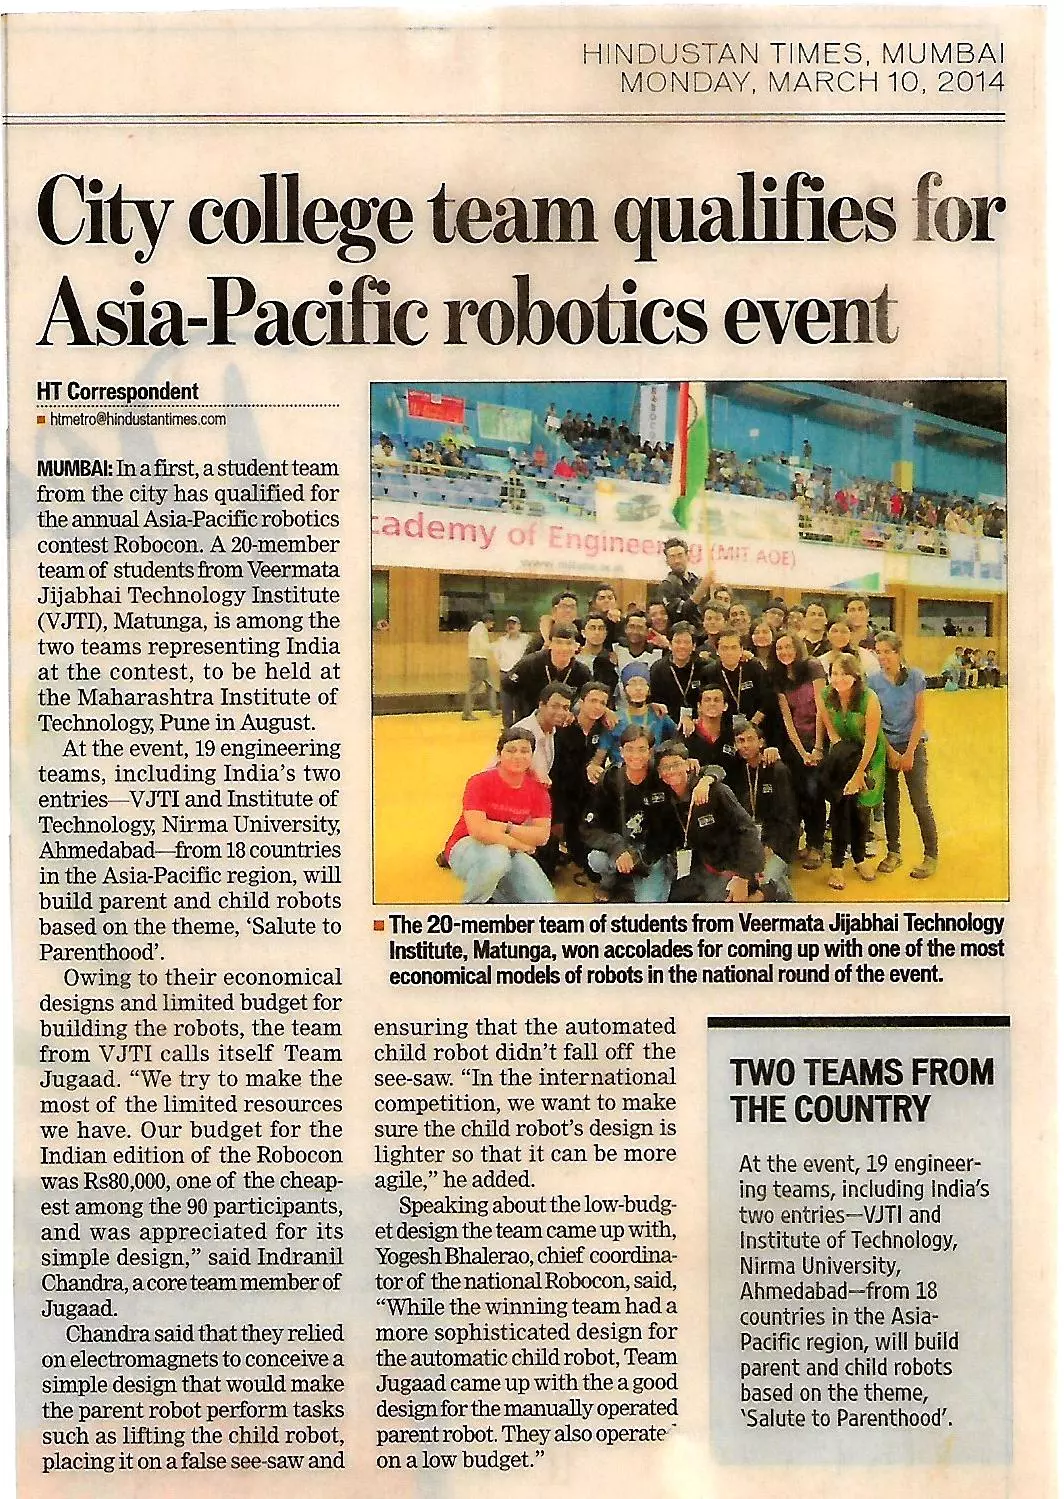 HINDUSTAN TIMES, MUMBAI
MONDAY, MARCH 10, 2014
City college team qualifies for
Asia-Pacific robotics event
HT Correspondent
htmetro@hindustantimes.com
MUMBAI: In a first, a student team
from the city has qualified for
the annual Asia-Pacific robotics
contest Robocon. A 20-member
team of students from Veermata
Jijabhai Technology Institute
(VJTI), Matunga, is among the
two teams representing India
at the contest, to be held at
the Maharashtra Institute of
Technology, Pune in August.
At the event, 19 engineering
teams, including India's two
entries—VJTI and Institute of
Technology, Nirma University,
Ahmedabad—from 18 countries
in the Asia-Pacific region, will
build parent and child robots
based on the theme, 'Salute to
Parenthood'.
Owing to their economical
designs and limited budget for
building the robots, the team
from VJTI calls itself Team
Jugaad. "We try to make the
most of the limited resources
we have. Our budget for the
Indian edition of the Robocon
was Rs80,000, one of the cheap-
est among the 90 participants,
and was appreciated for its
simple design," said Indranil
Chandra, a core team member of
Jugaad.
Chandra said that they relied
on electromagnets to conceive a
simple design that would make
the parent robot perform tasks
such as lifting the child robot,
placing it on a false see-saw and
cademy of Engineering (MIT AOE)
The 20-member team of students from Veermata Jijabhai Technology
Institute, Matunga, won accolades for coming up with one of the most
economical models of robots in the national round of the event.
ensuring that the automated
child robot didn't fall off the
see-saw. "In the international
competition, we want to make
sure the child robot's design is
lighter so that it can be more
agile," he added.
Speaking about the low-budg-
et design the team came up with,
Yogesh Bhalerao, chief coordina-
tor of the national Robocon, said,
"While the winning team had a
more sophisticated design for
the automatic child robot, Team
Jugaad came up with the a good
design for the manually operated
parent robot. They also operate
on a low budget."
TWO TEAMS FROM
THE COUNTRY
At the event, 19 engineer-
ing teams, including India's
two entries—VJTI and
Institute of Technology,
Nirma University,
Ahmedabad—from 18
countries in the Asia-
Pacific region, will build
parent and child robots
based on the theme,
'Salute to Parenthood'.